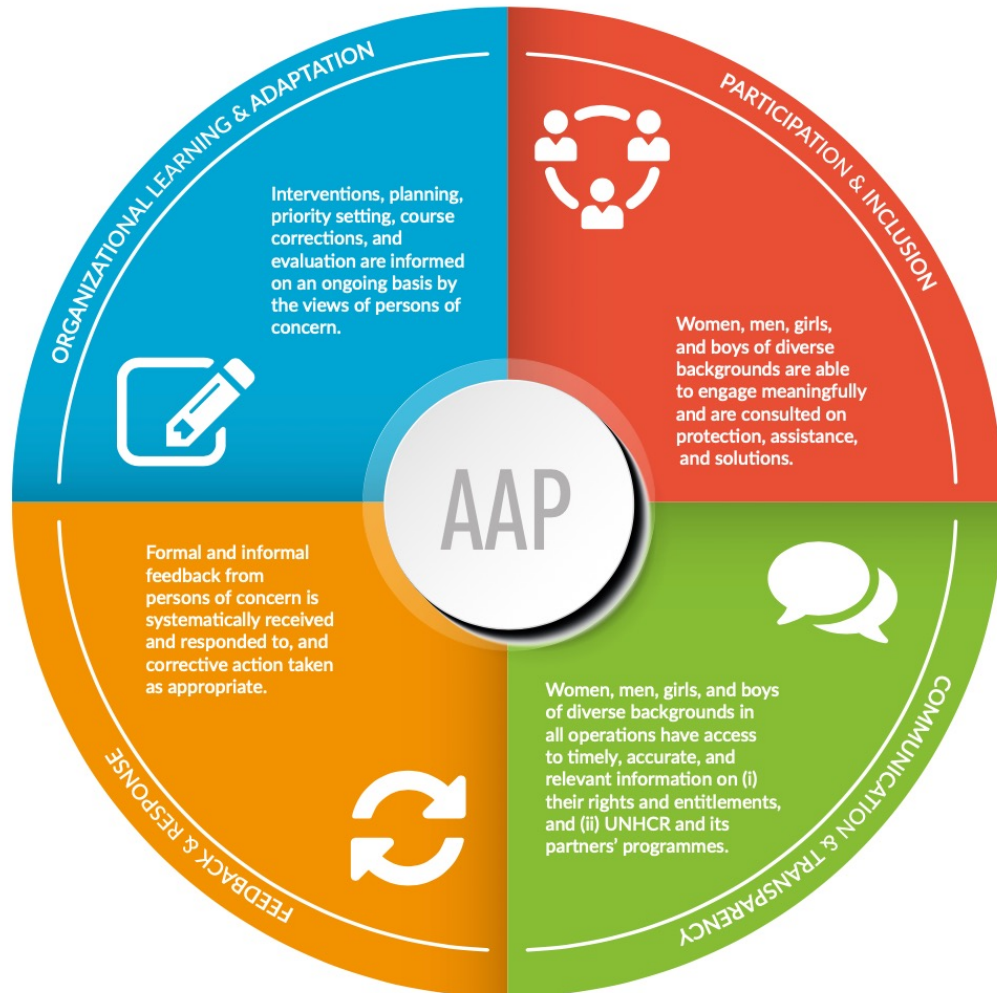 ORGANIZATIONAL LEARNING & ADAPTATION
Interventions, planning,
priority setting, course
corrections, and
evaluation are informed
on an ongoing basis by
the views of persons of
concern.
PARTICIPATION & INCLUSION
Women, men, girls,
and boys of diverse
backgrounds are able
to engage meaningfully
and are consulted on
protection, assistance,
and solutions.
AAP
Formal and informal
feedback from
persons of concern is
systematically received
and responded to, and
corrective action taken
as appropriate.
FEEDBACK & RESPONSE
Women, men, girls, and boys
of diverse backgrounds in
all operations have access
to timely, accurate, and
relevant information on (i)
their rights and entitlements,
and (ii) UNHCR and its
partners’ programmes.
COMMUNICATION & TRANSPARENCY